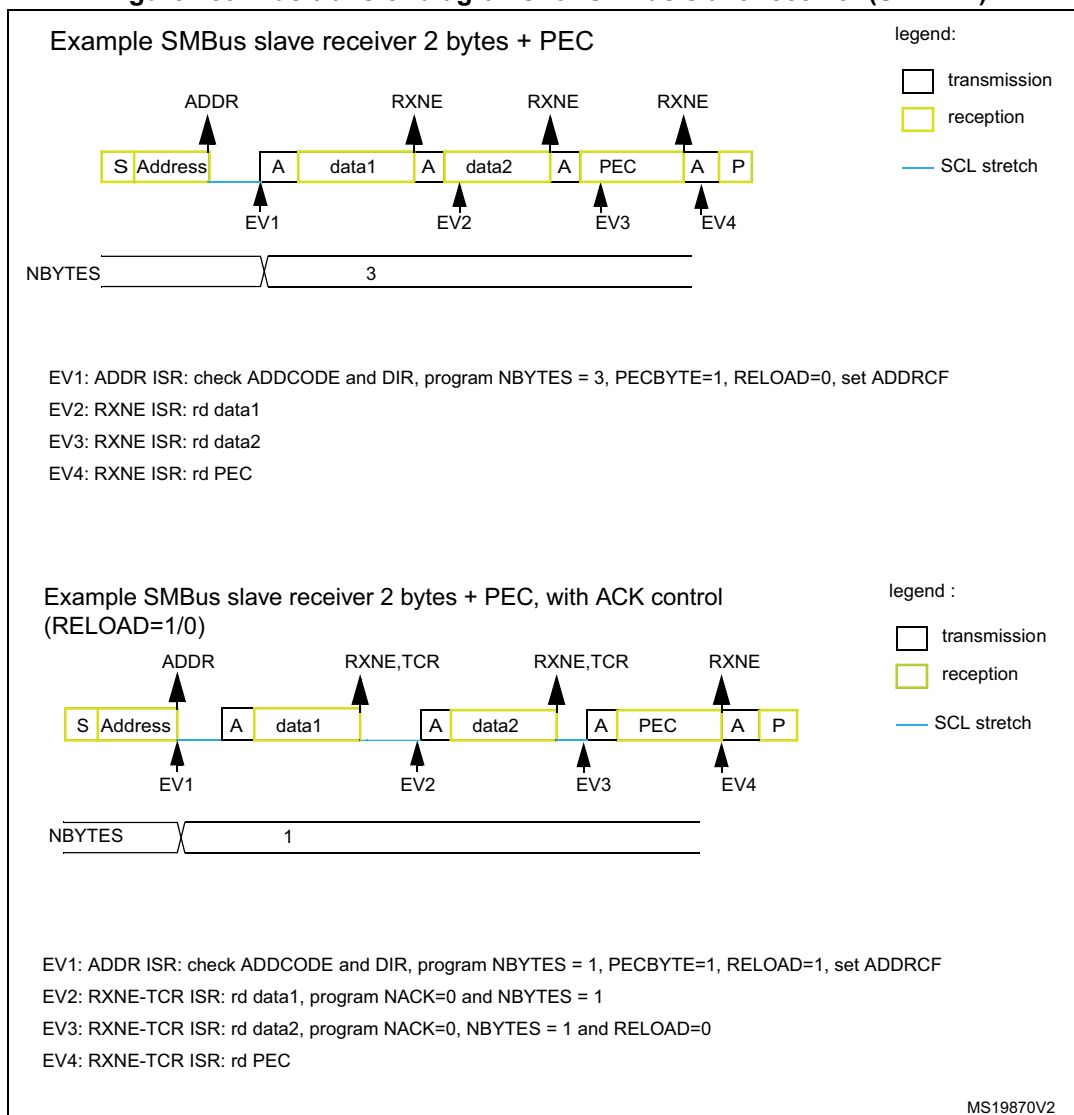 Example SMBus slave receiver 2 bytes + PEC
legend:
transmission
reception
SCL stretch
ADDR RXNE RXNE RXNE
S Address A data1 A data2 A PEC A P
EV1 EV2 EV3 EV4
NBYTES 3
EV1: ADDR ISR: check ADDCODE and DIR, program NBYTES = 3, PECBYTE=1, RELOAD=0, set ADDRCF
EV2: RXNE ISR: rd data1
EV3: RXNE ISR: rd data2
EV4: RXNE ISR: rd PEC
Example SMBus slave receiver 2 bytes + PEC, with ACK control
(RELOAD=1/0)
legend :
transmission
reception
SCL stretch
ADDR RXNE,TCR RXNE,TCR RXNE
S Address A data1 A data2 A PEC A P
EV1 EV2 EV3 EV4
NBYTES 1
EV1: ADDR ISR: check ADDCODE and DIR, program NBYTES = 1, PECBYTE=1, RELOAD=1, set ADDRCF
EV2: RXNE-TCR ISR: rd data1, program NACK=0 and NBYTES = 1
EV3: RXNE-TCR ISR: rd data2, program NACK=0, NBYTES = 1 and RELOAD=0
EV4: RXNE-TCR ISR: rd PEC
MS19870V2